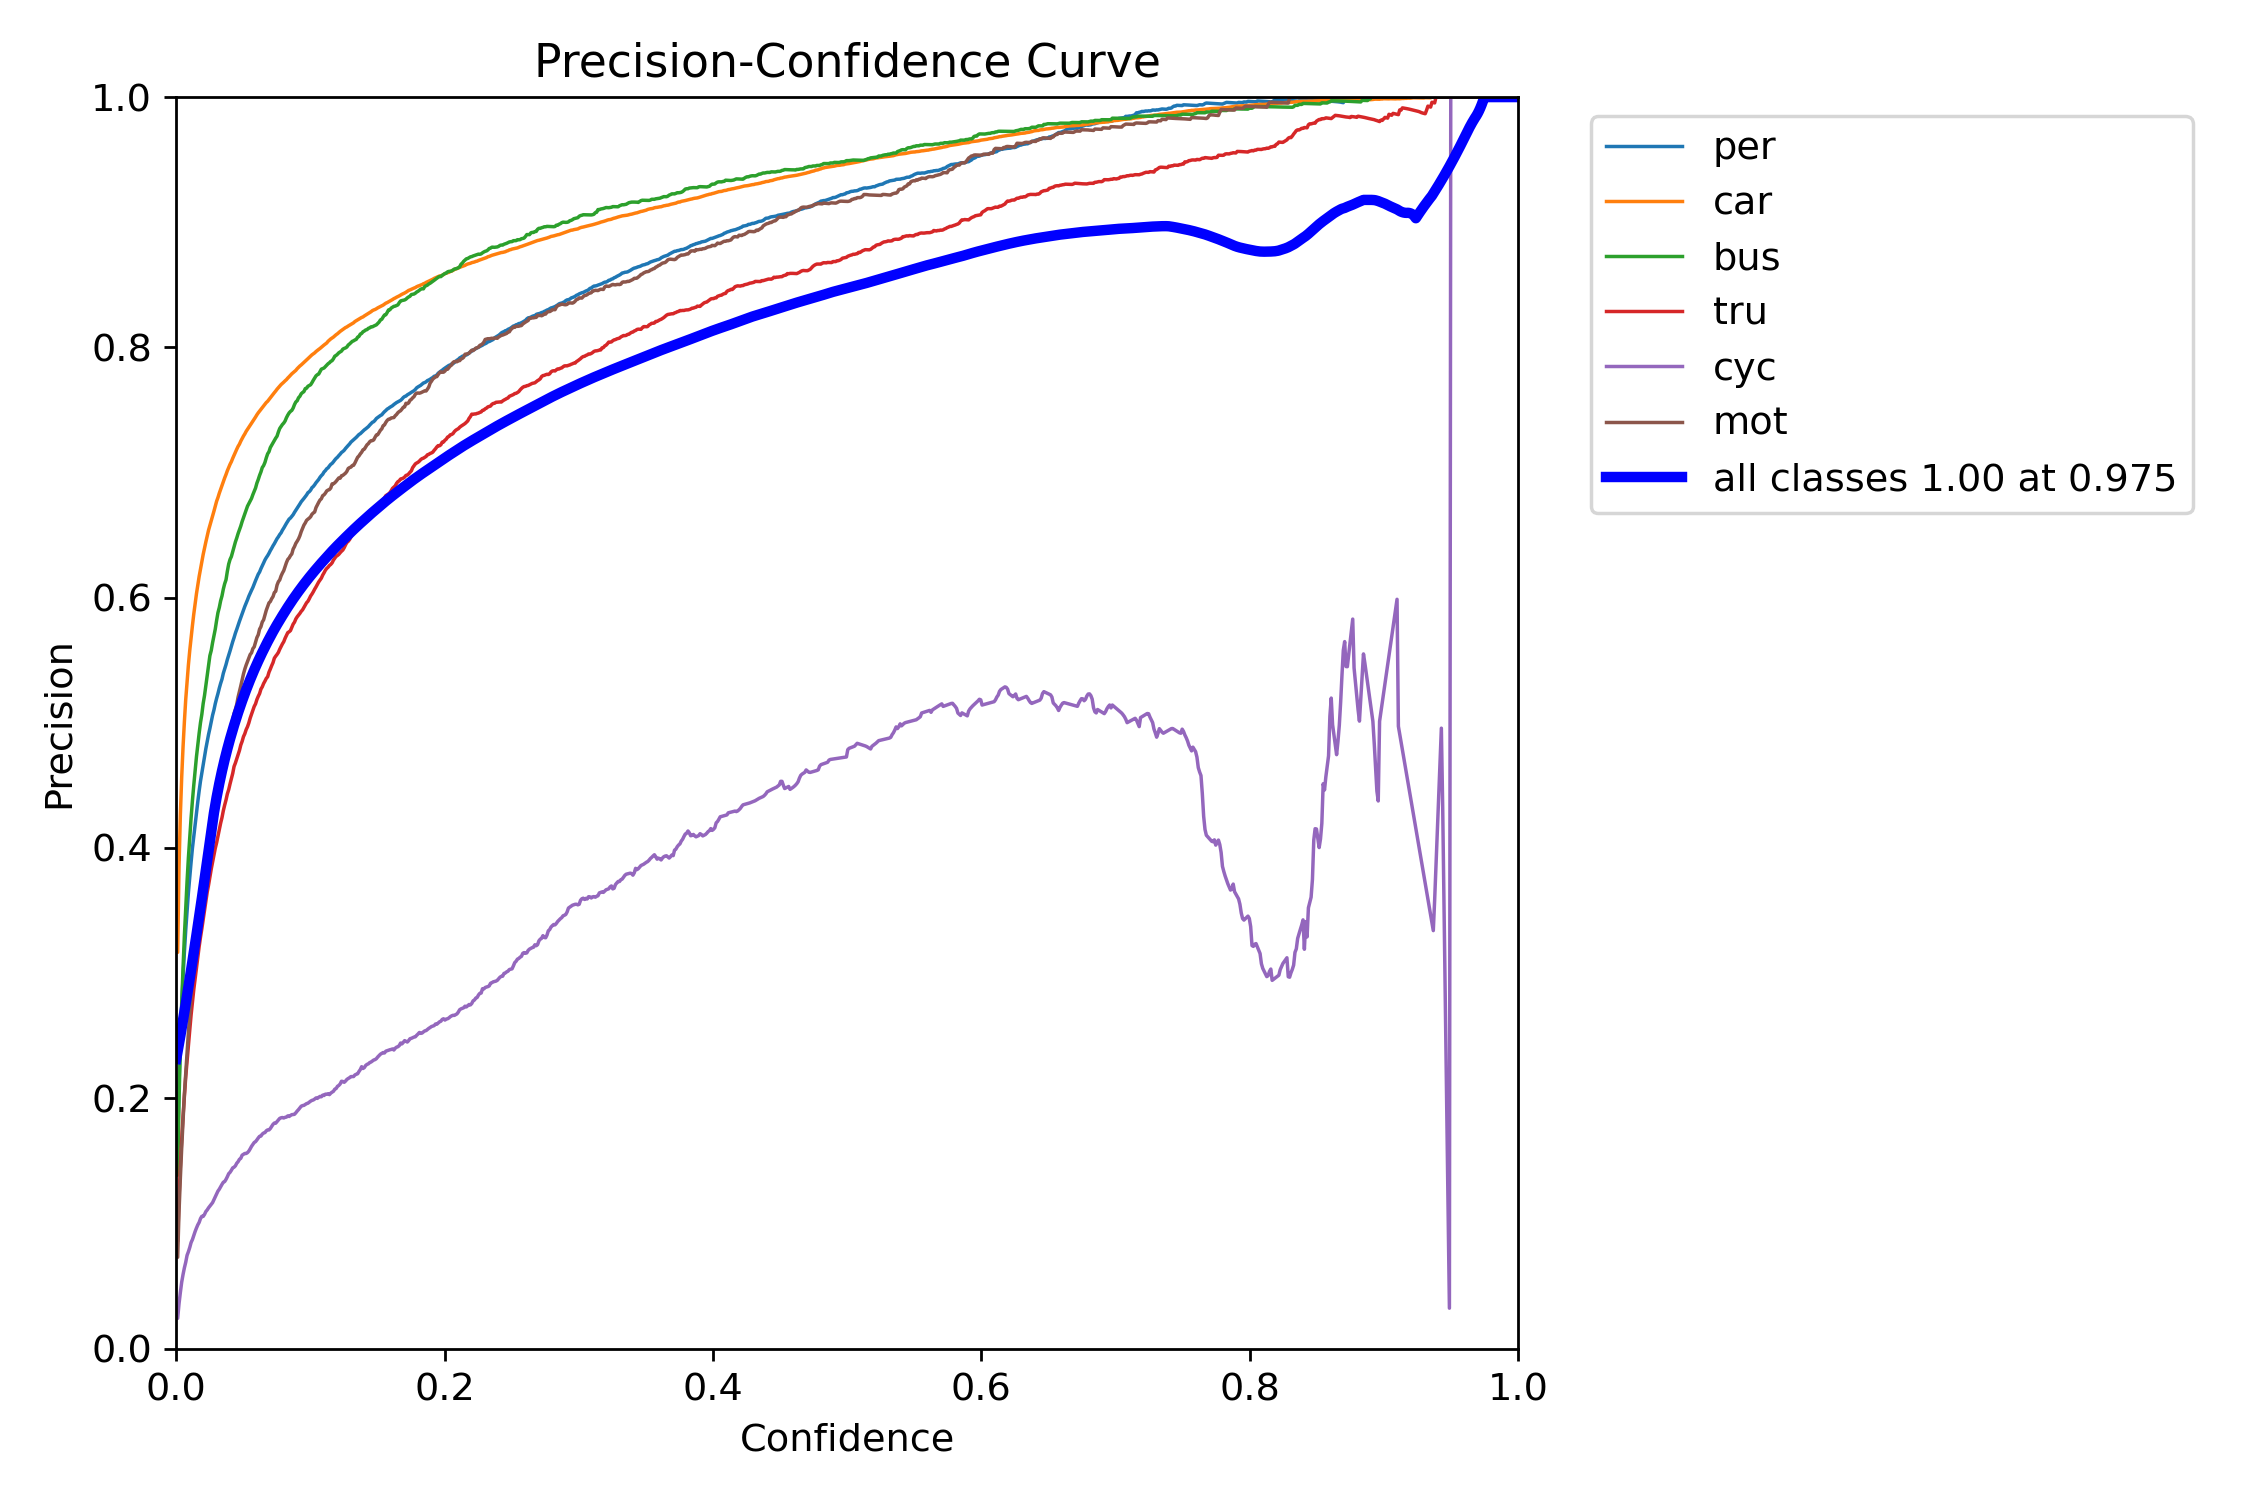 Precision-Confidence Curve
1.0
0.8
0.6
0.4
0.2
0.0
Precision
0.0 0.2 0.4 0.6 0.8 1.0
Confidence
per
car
bus
tru
cyc
mot
all classes 1.00 at 0.975